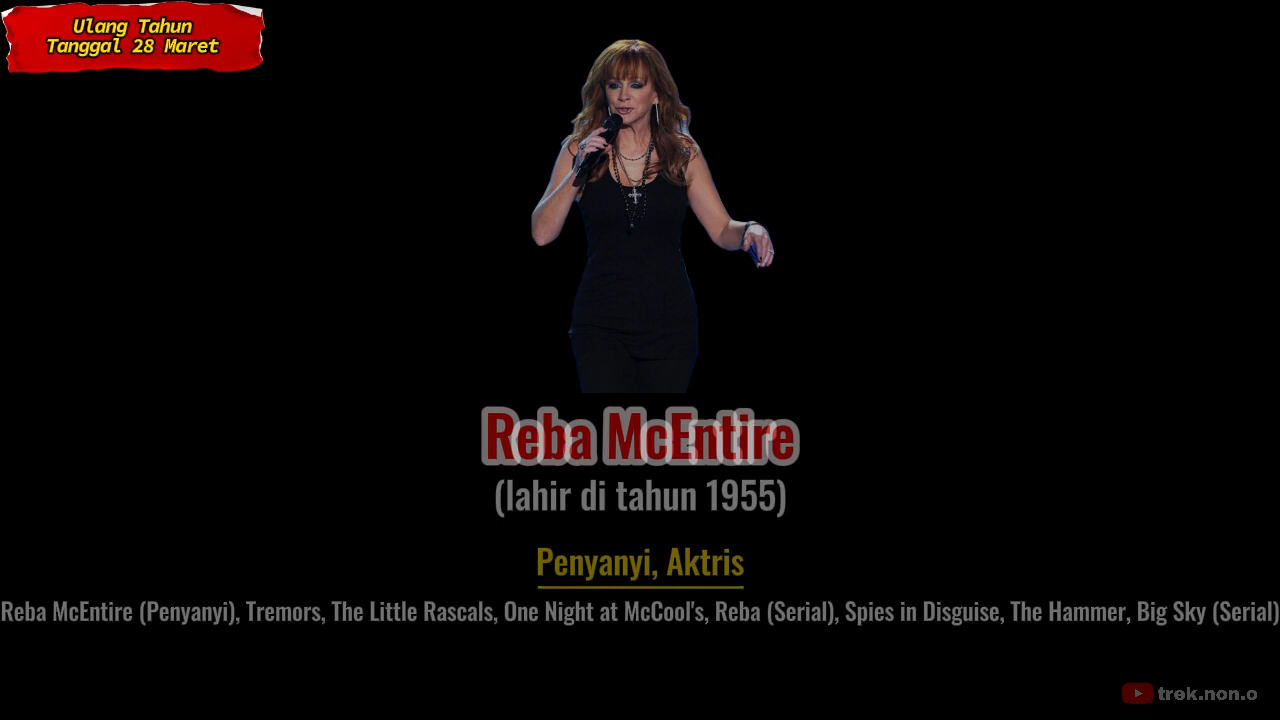 Ulang Tahun
Tanggal 28 Maret
Reba McEntire
(lahir di tahun 1955)
Penyanyi, Aktris
Reba McEntire (Penyanyi), Tremors, The Little Rascals, One Night at McCool's, Reba (Serial), Spies in Disguise, The Hammer, Big Sky (Serial)
trek.non.o